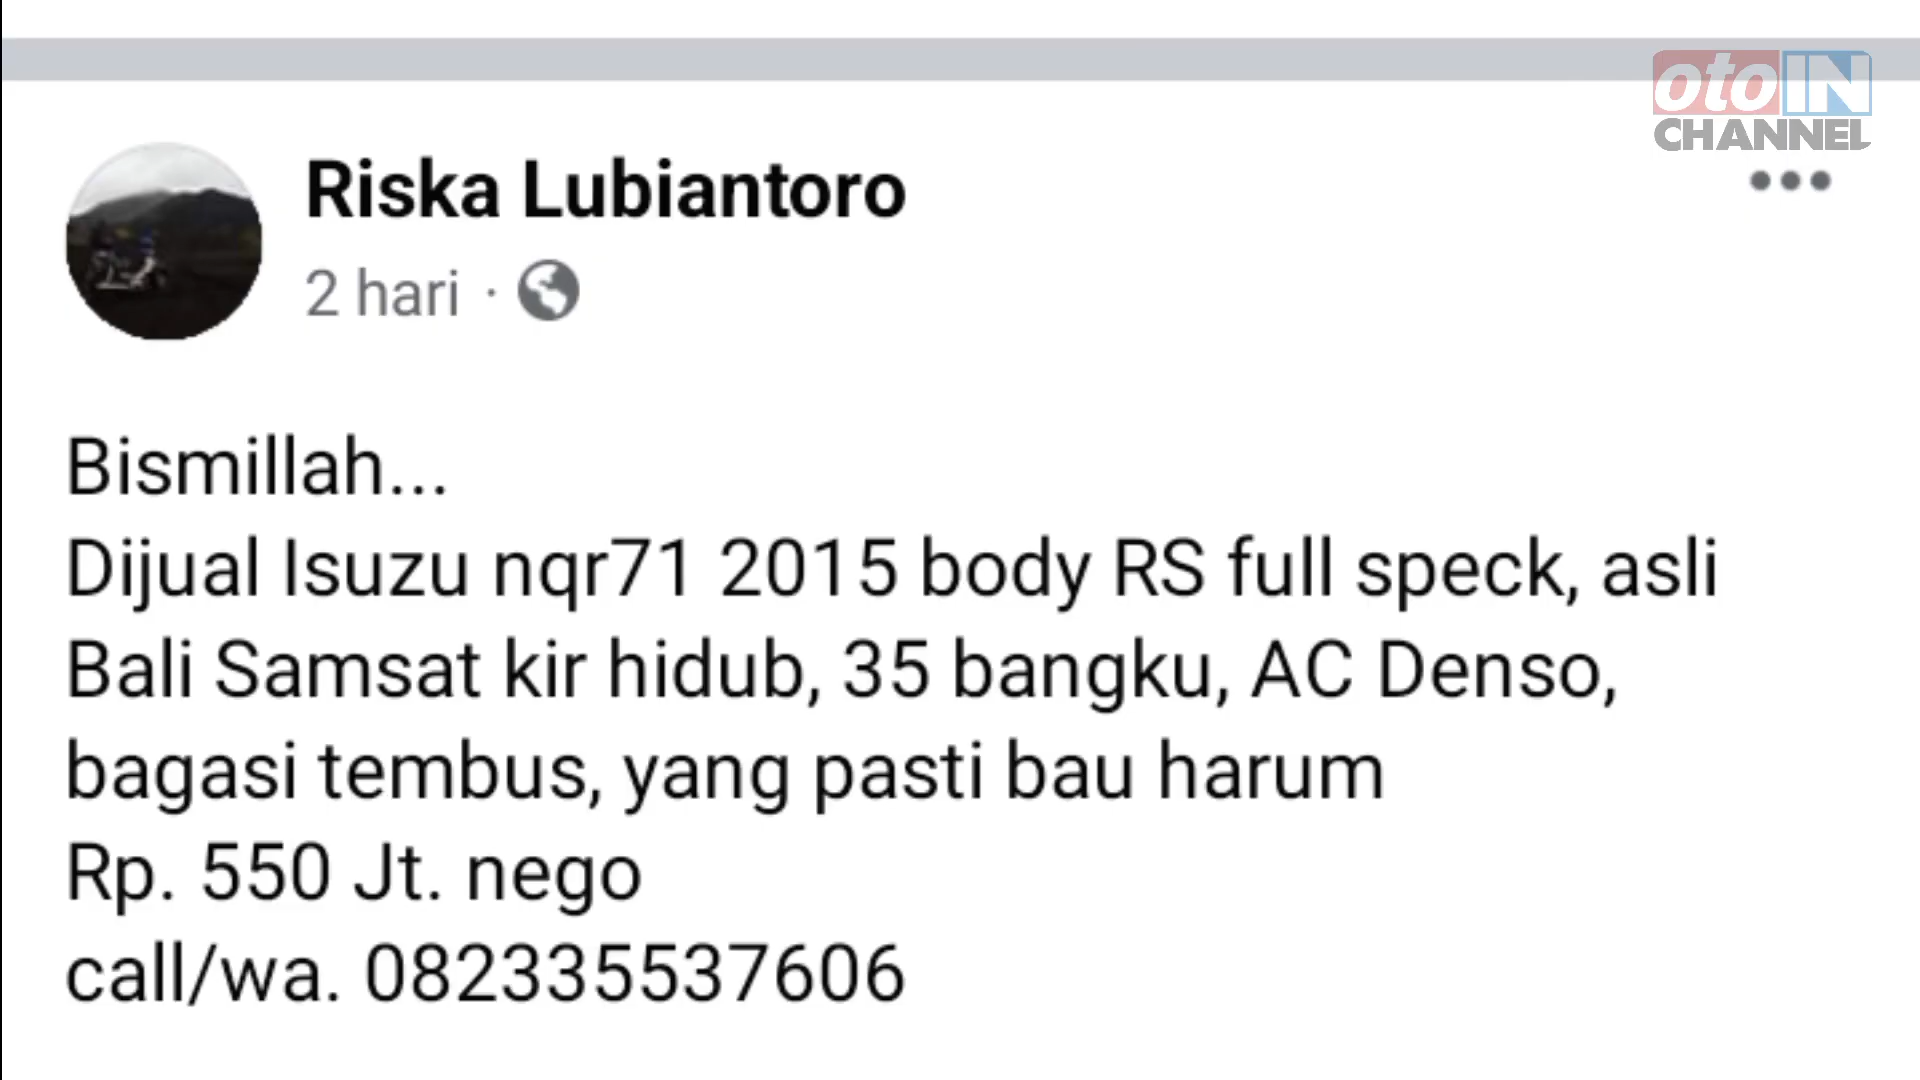 otoIN
CHANNEL
Riska Lubiantoro
2 hari ·
Bismillah...
Dijual Isuzu nqr71 2015 body RS full speck, asli
Bali Samsat kir hidub, 35 bangku, AC Denso,
bagasi tembus, yang pasti bau harum
Rp. 550 Jt. nego
call/wa. 082335537606